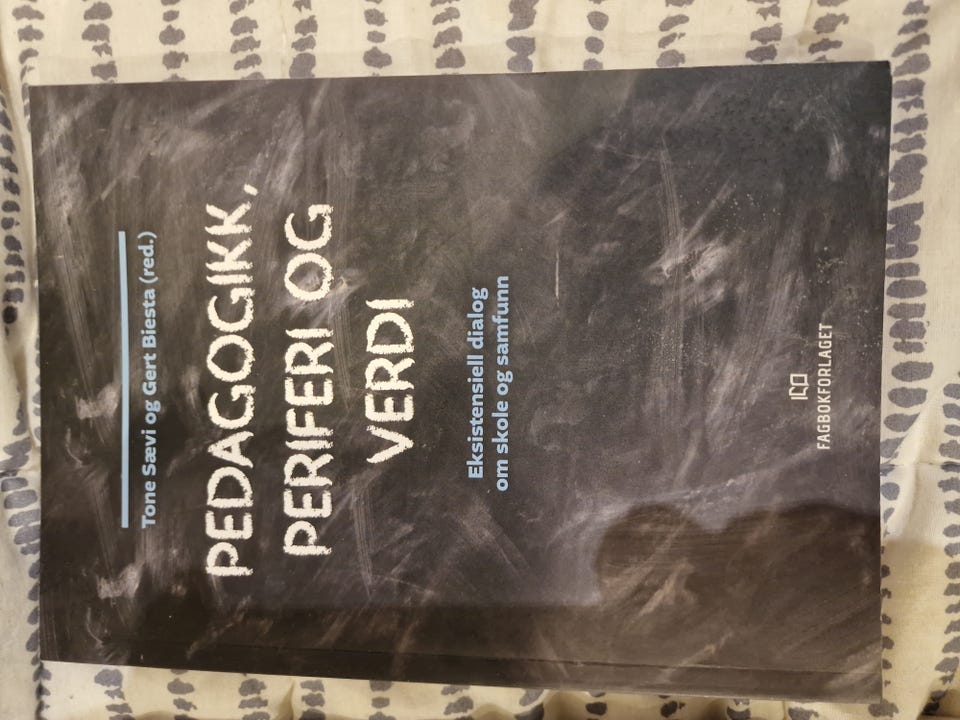 Tone Sævi og Gert Biesta (red.)
PEDAGOGIKK,
PERIFERI OG
VERDI
Eksistensiell dialog
om skole og samfunn
FAGBOKFORLAGET